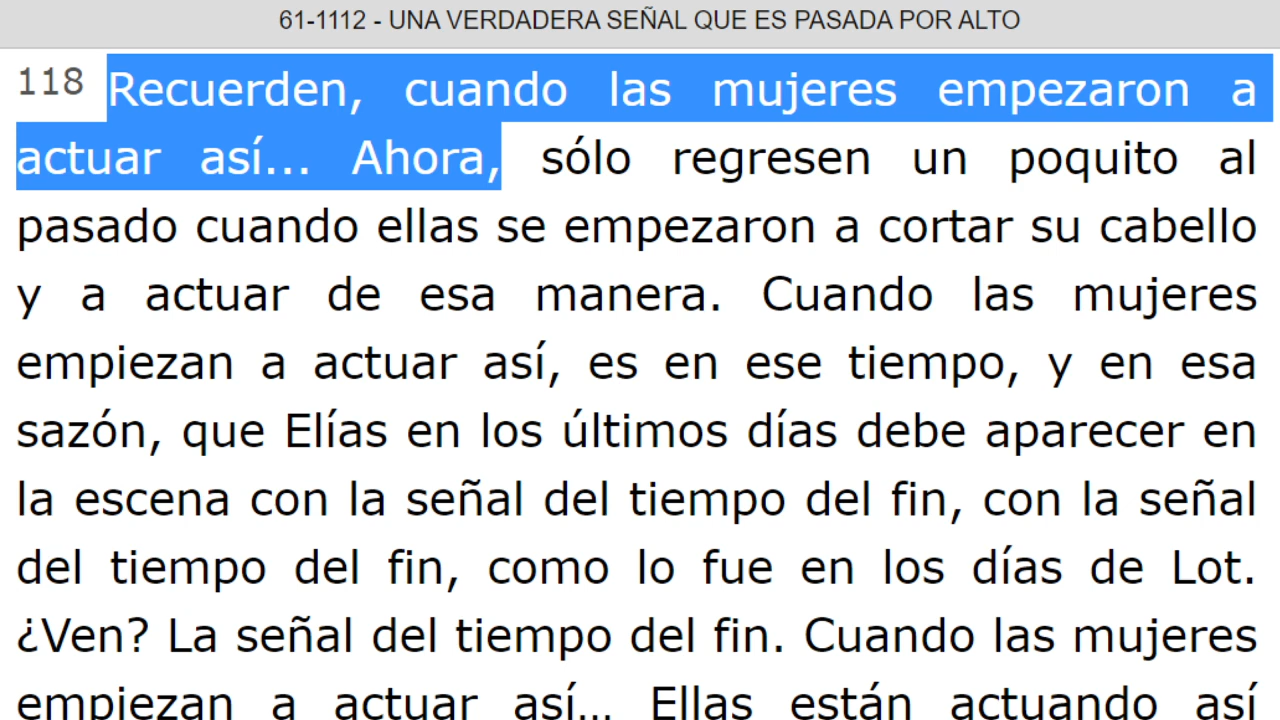 61-1112 - UNA VERDADERA SEÑAL QUE ES PASADA POR ALTO
118 Recuerden, cuando las mujeres empezaron a
actuar así... Ahora, sólo regresen un poquito al
pasado cuando ellas se empezaron a cortar su cabello
y a actuar de esa manera. Cuando las mujeres
empiezan a actuar así, es en ese tiempo, y en esa
sazón, que Elías en los últimos días debe aparecer en
la escena con la señal del tiempo del fin, con la señal
del tiempo del fin, como lo fue en los días de Lot.
¿Ven? La señal del tiempo del fin. Cuando las mujeres
empiezan a actuar así... Ellas están actuando así